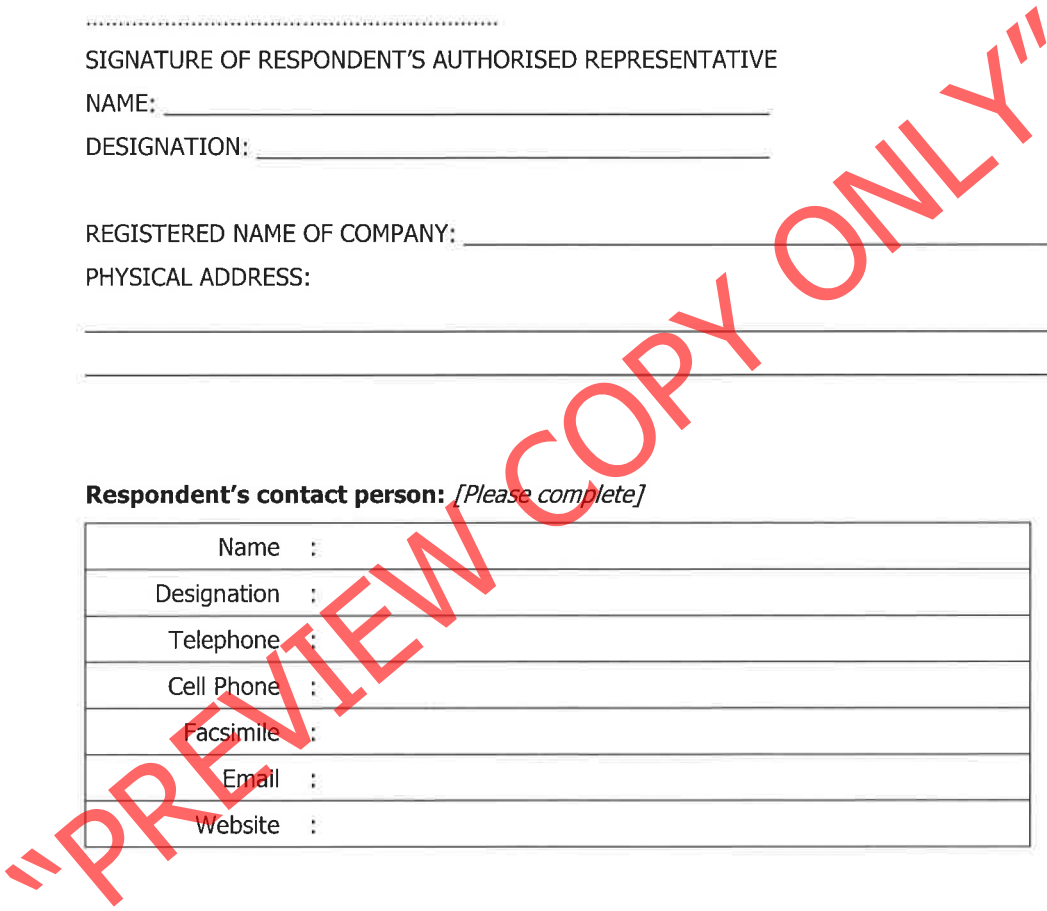 SIGNATURE OF RESPONDENT'S AUTHORISED REPRESENTATIVE
NAME:
DESIGNATION:
REGISTERED NAME OF COMPANY:
PHYSICAL ADDRESS:
Respondent's contact person: [Please complete]
Name :
Designation :
Telephone :
Cell Phone :
Facsimile :
Email :
Website :
"PREVIEW COPY ONLY"